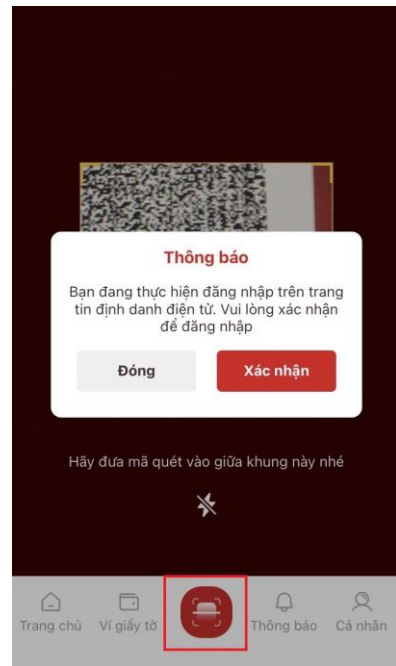 Thông báo
Bạn đang thực hiện đăng nhập trên trang
tin định danh điện tử. Vui lòng xác nhận
để đăng nhập
Đóng
Xác nhận
Hãy đưa mã quét vào giữa khung này nhé
Trang chủ
Ví giấy tờ
Thông báo
Cá nhân